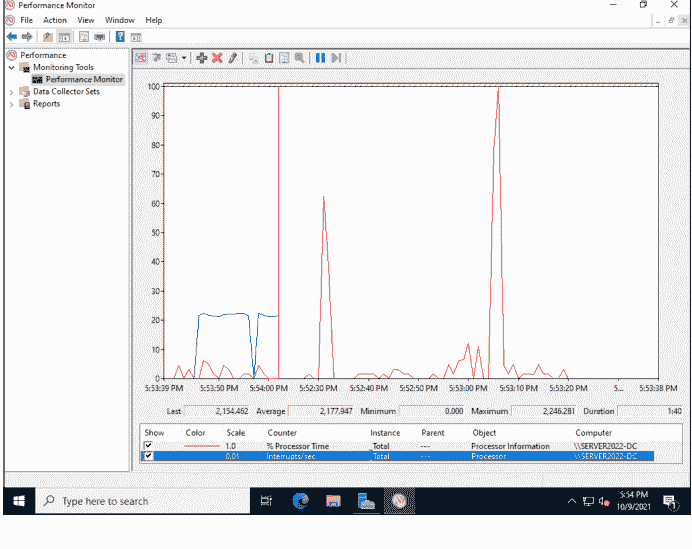 Performance Monitor
File Action View Window Help
Performance
Monitoring Tools
Performance Monitor
Data Collector Sets
Reports
100
90
80
70
60
50
40
30
20
10
0
5:53:39 PM 5:53:50 PM 5:54:00 PM 5:52:30 PM 5:52:40 PM 5:52:50 PM 5:53:00 PM 5:53:10 PM 5:53:20 PM 5... 5:53:38 PM
Last 2,154.462 Average 2,177.947 Minimum 0.000 Maximum 2,246.281 Duration 1:40
Show Color Scale Counter Instance Parent Object Computer
1.0 % Processor Time _Total --- Processor Information \\SERVER2022-DC
0.01 Interrupts/sec _Total --- Processor \\SERVER2022-DC
Type here to search
5:54 PM
10/9/2021
1